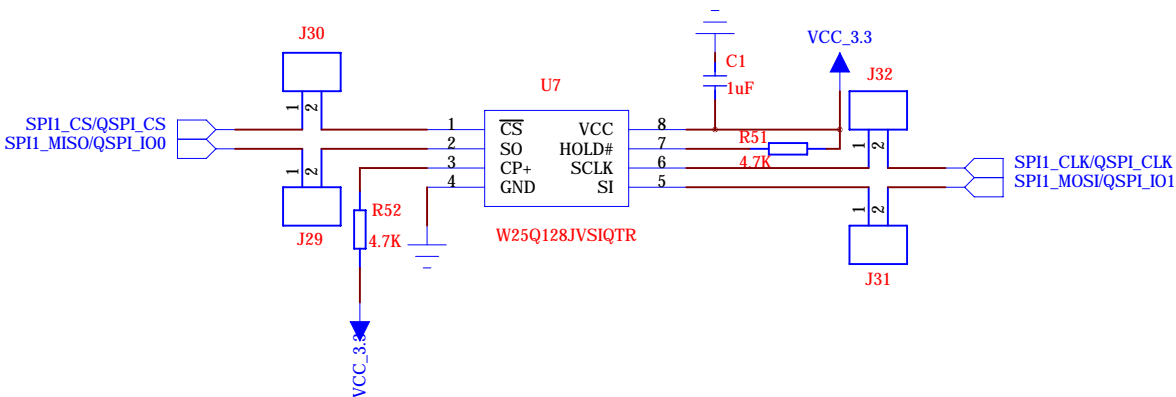 J30
VCC_3.3
C1
1uF
J32
U7
1
2
SPI1_CS/QSPI_CS
SPI1_MISO/QSPI_IO0
1
2
3
4
CS
SO
CP+
GND
VCC
HOLD#
SCLK
SI
8
7
6
5
R51
4.7K
1
2
SPI1_CLK/QSPI_CLK
SPI1_MOSI/QSPI_IO1
1
2
J29
R52
4.7K
W25Q128JVSIQTR
1
2
J31
VCC_3.3